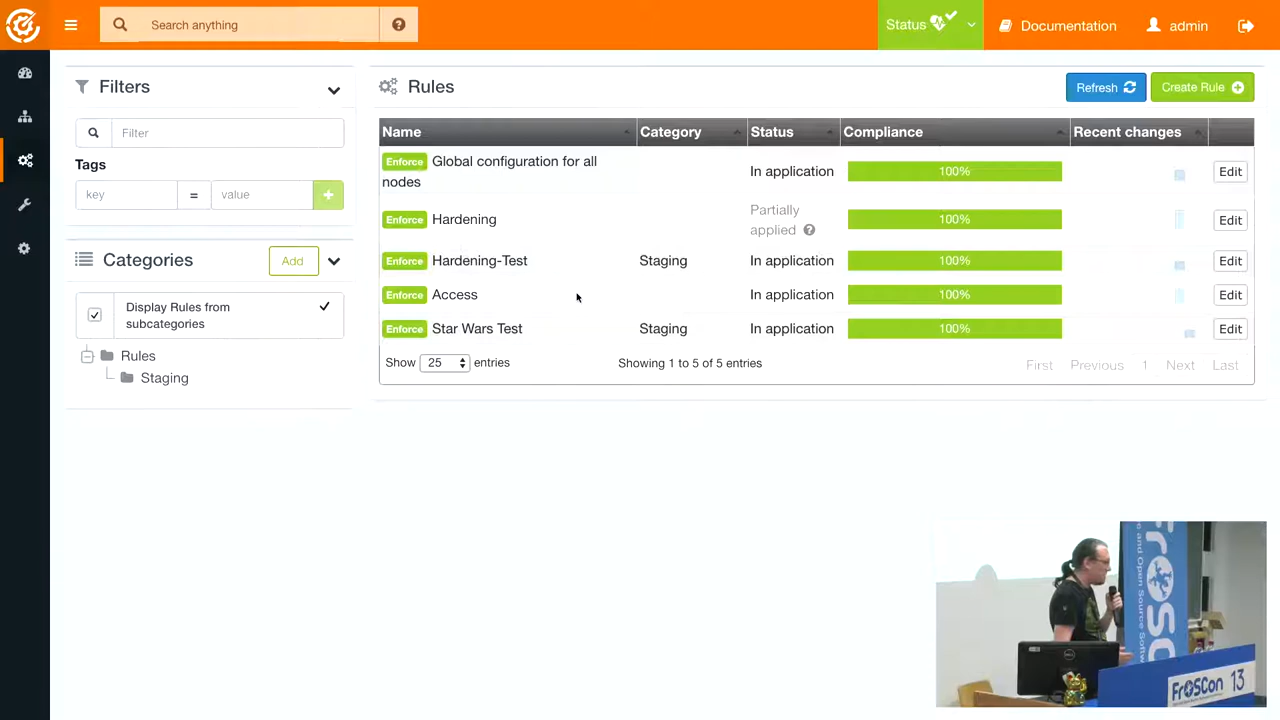 Search anything
Status
Documentation
admin
Filters
Filter
Tags
key
=
value
Categories
Add
Display Rules from
subcategories
Rules
Staging
Rules
Refresh
Create Rule
Name
Category
Status
Compliance
Recent changes
Enforce Global configuration for all
nodes
In application
100%
Edit
Enforce Hardening
Partially
applied
100%
Edit
Enforce Hardening-Test
Staging
In application
100%
Edit
Enforce Access
In application
100%
Edit
Enforce Star Wars Test
Staging
In application
100%
Edit
Show 25 entries
Showing 1 to 5 of 5 entries
First Previous 1 Next Last
FrOSCon 13